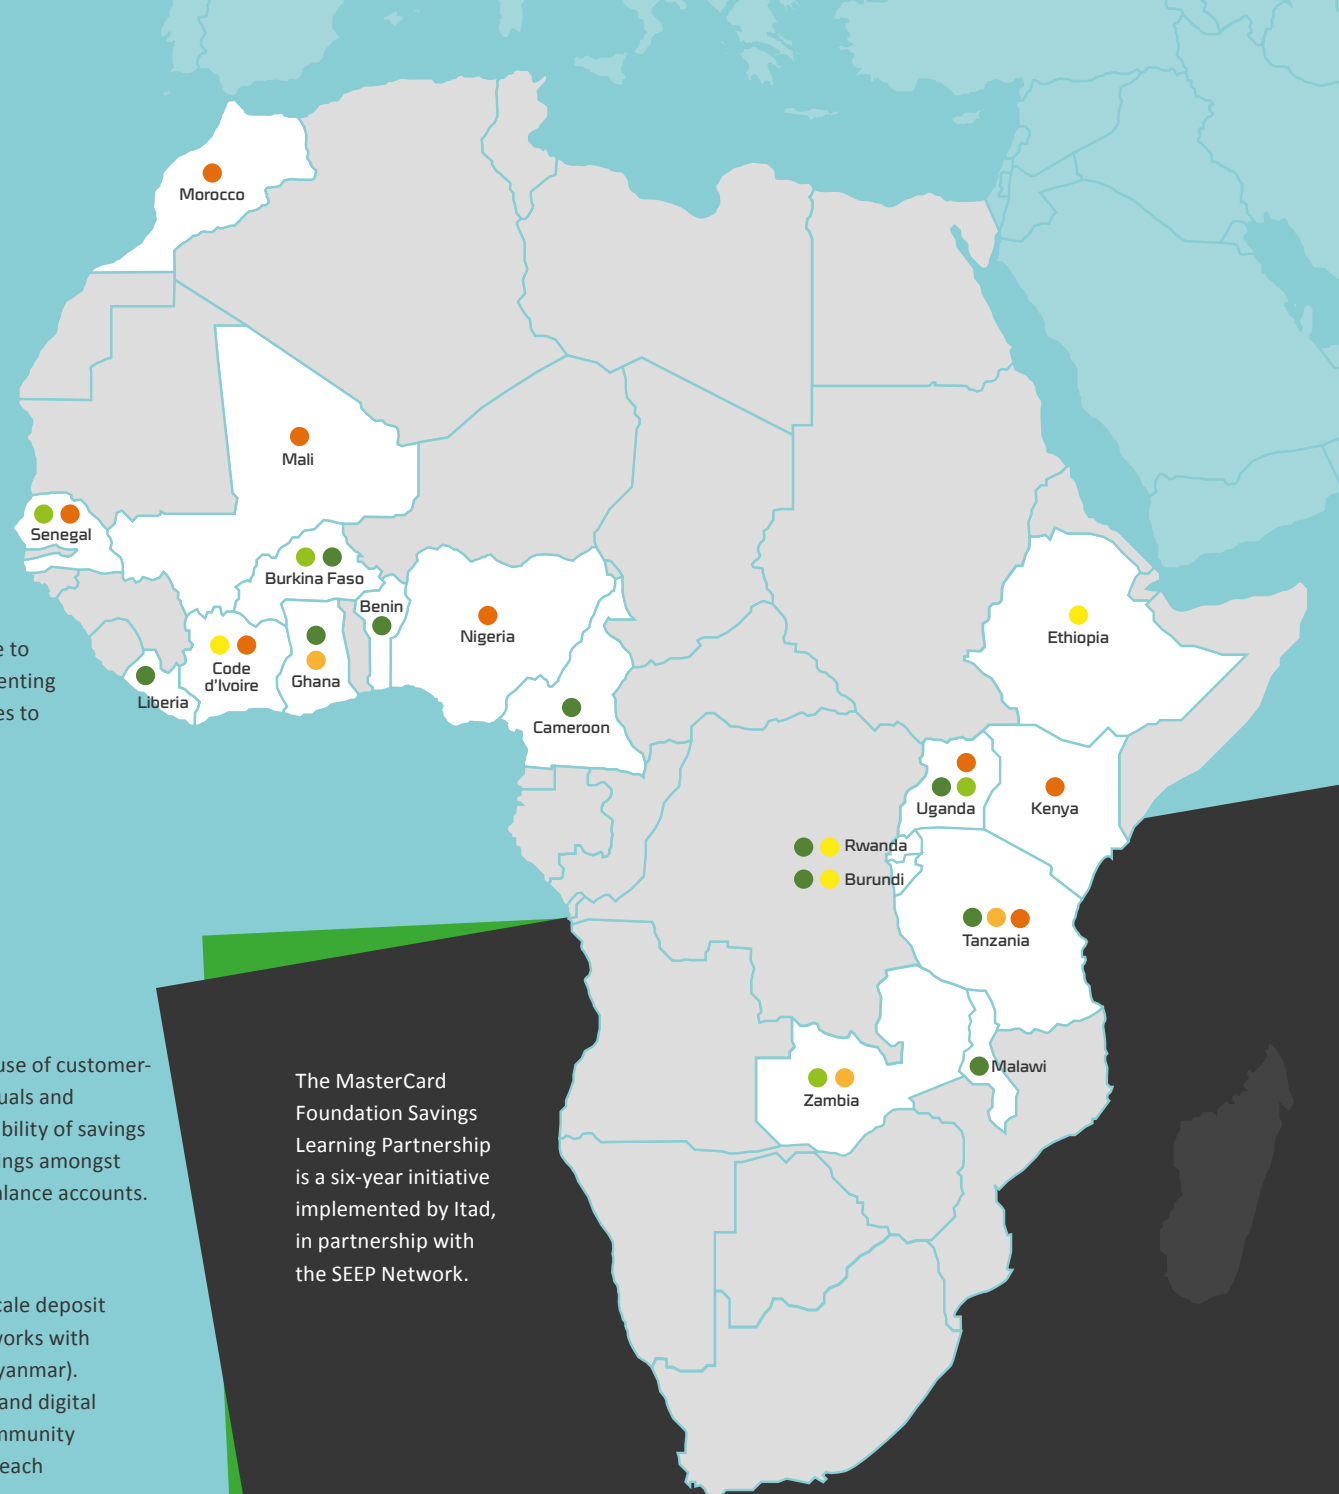 Morocco
Mali
Senegal
Burkina Faso
Benin
Nigeria
Ethiopia
Code
d'Ivoire
Ghana
Liberia
Cameroon
Uganda
Kenya
Rwanda
Burundi
Tanzania
Malawi
Zambia
e to
enting
es to
use of customer-
uals and
bility of savings
ings amongst
alance accounts.
cale deposit
works with
yanmar).
and digital
mmunity
reach
The MasterCard
Foundation Savings
Learning Partnership
is a six-year initiative
implemented by Itad,
in partnership with
the SEEP Network.